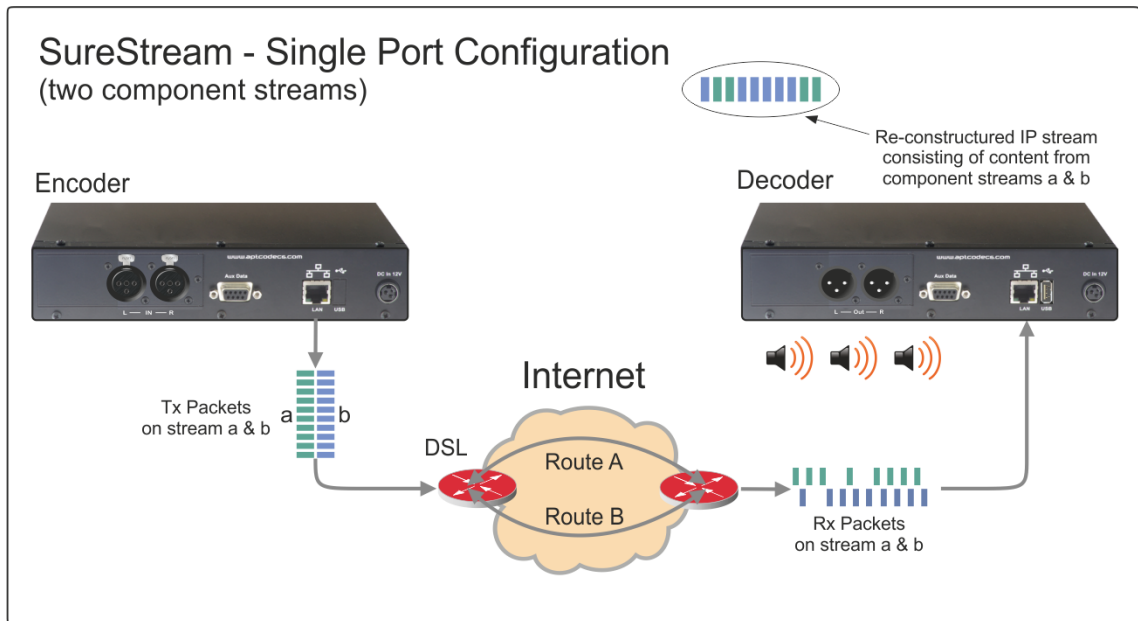 SureStream - Single Port Configuration
(two component streams)
Re-constructured IP stream
consisting of content from
component streams a & b
Encoder
Decoder
www.aptcodecs.com
Aux Data
DC In 12V
L IN R
LAN
USB
www.aptcodecs.com
Aux Data
DC In 12V
L Out R
LAN
USB
Tx Packets
on stream a & b
a
b
Internet
DSL
Route A
Route B
Rx Packets
on stream a & b